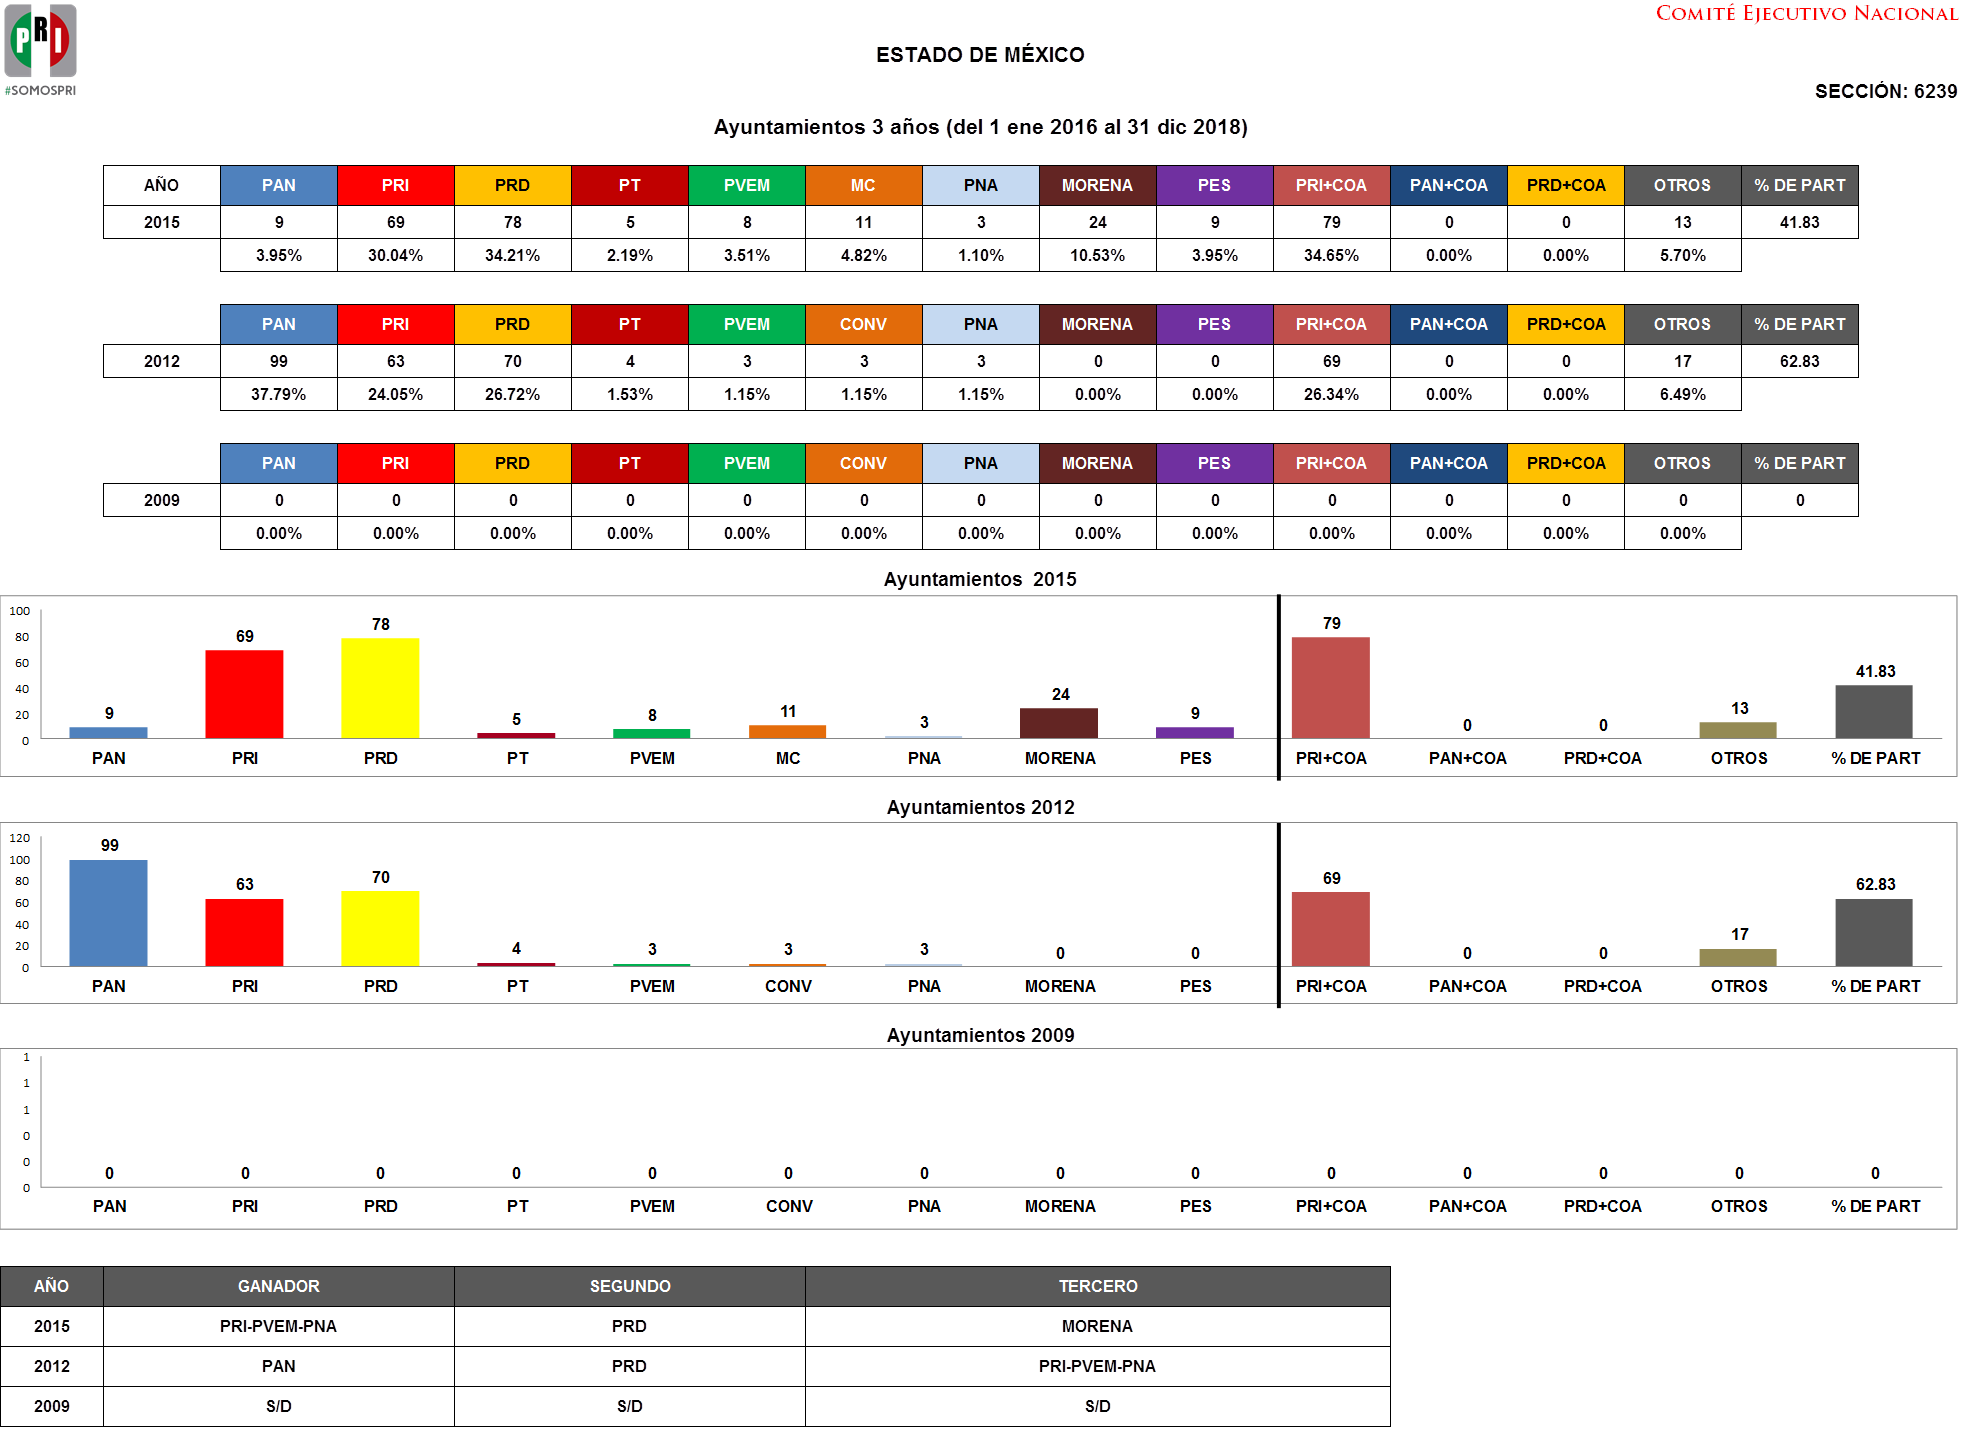 PRI
#SOMOSPRI
COMITÉ EJECUTIVO NACIONAL
ESTADO DE MÉXICO
SECCIÓN: 6239
Ayuntamientos 3 años (del 1 ene 2016 al 31 dic 2018)
AÑO PAN PRI PRD PT PVEM MC PNA MORENA PES PRI+COA PAN+COA PRD+COA OTROS % DE PART
2015 9 69 78 5 8 11 3 24 9 79 0 0 13 41.83
3.95% 30.04% 34.21% 2.19% 3.51% 4.82% 1.10% 10.53% 3.95% 34.65% 0.00% 0.00% 5.70%
PAN PRI PRD PT PVEM CONV PNA MORENA PES PRI+COA PAN+COA PRD+COA OTROS % DE PART
2012 99 63 70 4 3 3 3 0 0 69 0 0 17 62.83
37.79% 24.05% 26.72% 1.53% 1.15% 1.15% 1.15% 0.00% 0.00% 26.34% 0.00% 0.00% 6.49%
PAN PRI PRD PT PVEM CONV PNA MORENA PES PRI+COA PAN+COA PRD+COA OTROS % DE PART
2009 0 0 0 0 0 0 0 0 0 0 0 0 0 0
0.00% 0.00% 0.00% 0.00% 0.00% 0.00% 0.00% 0.00% 0.00% 0.00% 0.00% 0.00% 0.00%
Ayuntamientos 2015
100
80
60
40
20
0
9 69 78 5 8 11 3 24 9 79 0 0 13 41.83
PAN PRI PRD PT PVEM MC PNA MORENA PES PRI+COA PAN+COA PRD+COA OTROS % DE PART
Ayuntamientos 2012
120
100
80
60
40
20
0
99 63 70 4 3 3 3 0 0 69 0 0 17 62.83
PAN PRI PRD PT PVEM CONV PNA MORENA PES PRI+COA PAN+COA PRD+COA OTROS % DE PART
Ayuntamientos 2009
1
1
1
0
0
0
0 0 0 0 0 0 0 0 0 0 0 0 0 0
PAN PRI PRD PT PVEM CONV PNA MORENA PES PRI+COA PAN+COA PRD+COA OTROS % DE PART
AÑO GANADOR SEGUNDO TERCERO
2015 PRI-PVEM-PNA PRD MORENA
2012 PAN PRD PRI-PVEM-PNA
2009 S/D S/D S/D